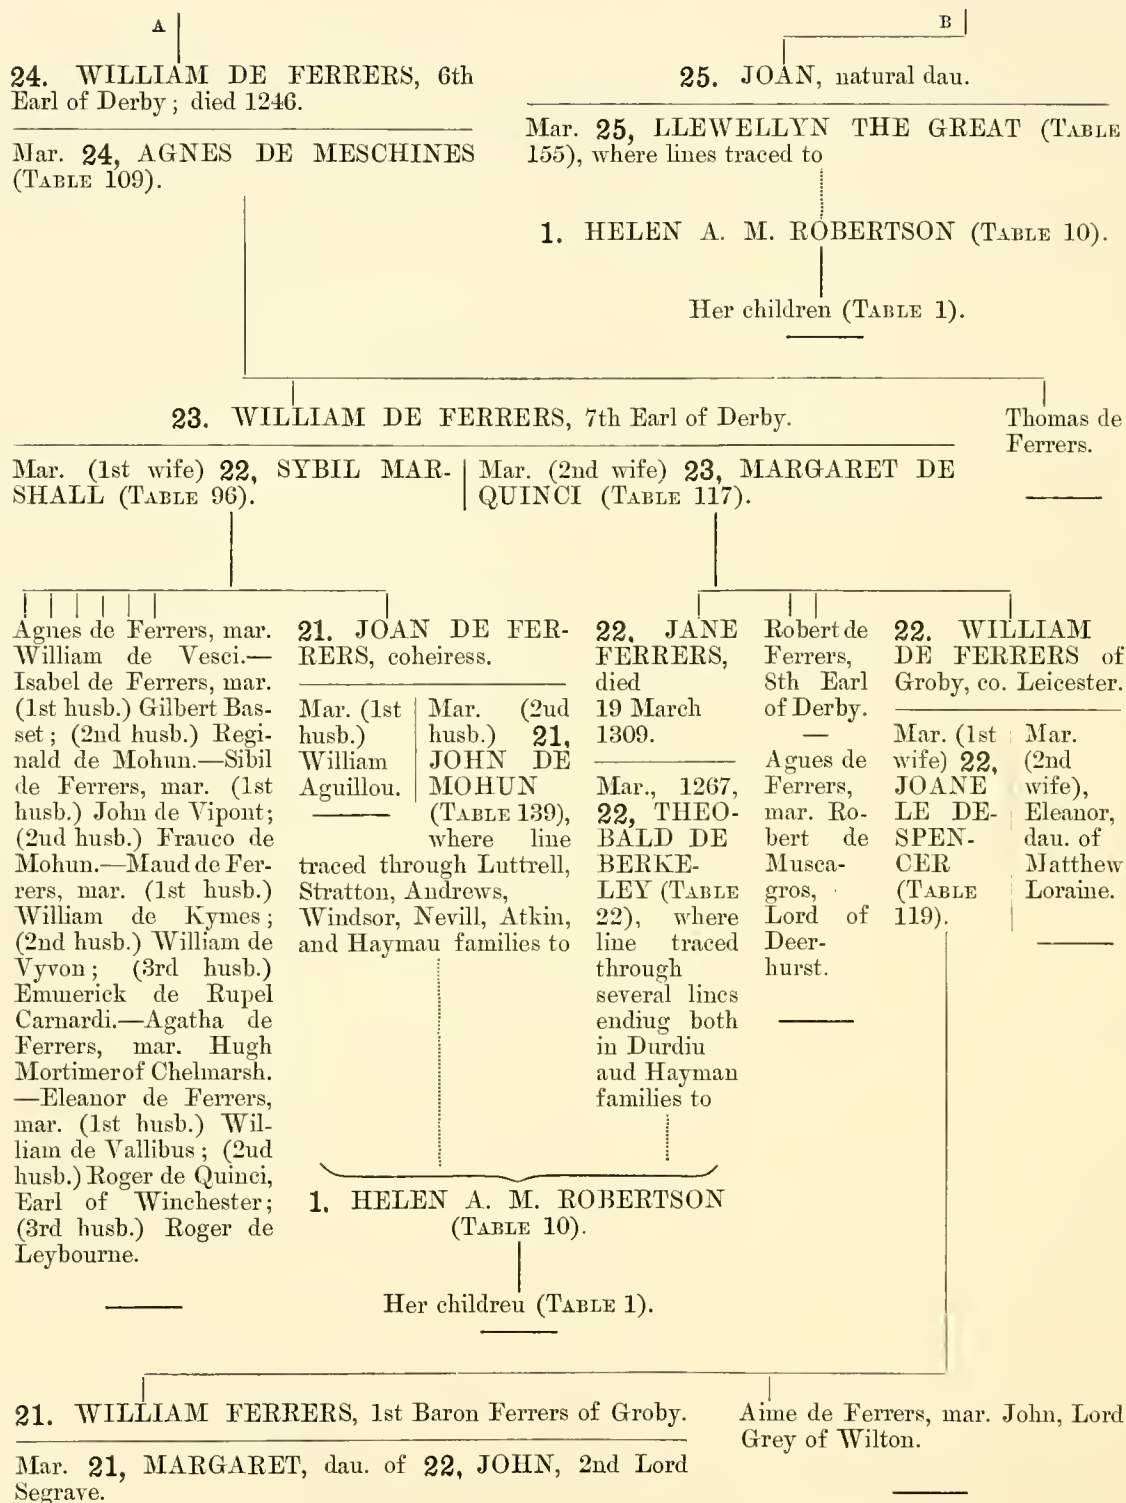 A
24. WILLIAM DE FERRERS, 6th
Earl of Derby; died 1246.
Mar. 24, AGNES DE MESCHINES
(TABLE 109).
B
25. JOAN, natural dau.
Mar. 25, LLEWELLYN THE GREAT (TABLE
155), where lines traced to
1. HELEN A. M. ROBERTSON (TABLE 10).
Her children (TABLE 1).
23. WILLIAM DE FERRERS, 7th Earl of Derby.
Thomas de
Ferrers.
Mar. (1st wife) 22, SYBIL MAR-
SHALL (TABLE 96).
Mar. (2nd wife) 23, MARGARET DE
QUINCI (TABLE 117).
Agnes de Ferrers, mar.
William de Vesci.—
Isabel de Ferrers, mar.
(1st husb.) Gilbert Bas-
set; (2nd husb.) Regi-
nald de Mohun.—Sibil
de Ferrers, mar. (1st
husb.) John de Vipont;
(2ud husb.) Frauco de
Mohun.—Maud de Fer-
rers, mar. (1st husb.)
William de Kymes;
(2nd husb.) William de
Vyvon; (3rd husb.)
Emmerick de Rupel
Carnardi.—Agatha de
Ferrers, mar. Hugh
Mortimer of Chelmarsh.
—Eleanor de Ferrers,
mar. (1st husb.) Wil-
liam de Vallibus; (2ud
husb.) Roger de Quinci,
Earl of Winchester;
(3rd husb.) Roger de
Leybourne.
21. JOAN DE FER-
RERS, coheiress.
Mar. (1st
husb.)
William
Aguillou.
Mar. (2ud
husb.) 21,
JOHN DE
MOHUN
(TABLE 139),
where line
traced through Luttrell,
Stratton, Andrews,
Windsor, Nevill, Atkin,
and Haymau families to
22. JANE
FERRERS,
died
19 March
1309.
Mar., 1267,
22, THEO-
BALD DE
BERKE-
LEY (TABLE
22), where
line traced
through
several lines
endiug both
in Durdiu
aud Hayman
families to
Robert de
Ferrers,
8th Earl
of Derby.
—
Agues de
Ferrers,
mar. Ro-
bert de
Musca-
gros,
Lord of
Deer-
hurst.
22. WILLIAM
DE FERRERS of
Groby, co. Leicester.
Mar. (1st
wife) 22,
JOANE
LE DE-
SPEN-
CER
(TABLE
119).
Mar.
(2nd
wife),
Eleanor,
dau. of
Matthew
Loraine.
1. HELEN A. M. ROBERTSON
(TABLE 10).
Her childreu (TABLE 1).
21. WILLIAM FERRERS, 1st Baron Ferrers of Groby.
Mar. 21, MARGARET, dau. of 22, JOHN, 2nd Lord
Segrave.
Aime de Ferrers, mar. John, Lord
Grey of Wilton.